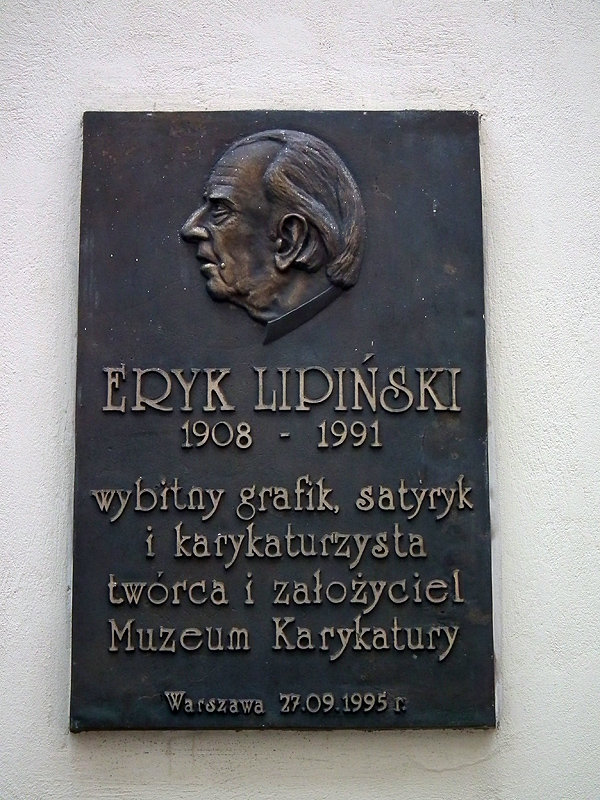 ERYK LIPIŃSKI
1908 - 1991
wybitny grafik, satyryk
i karykaturzysta
twórca i założyciel
Muzeum Karykatury
Warszawa 27.09.1995 r.